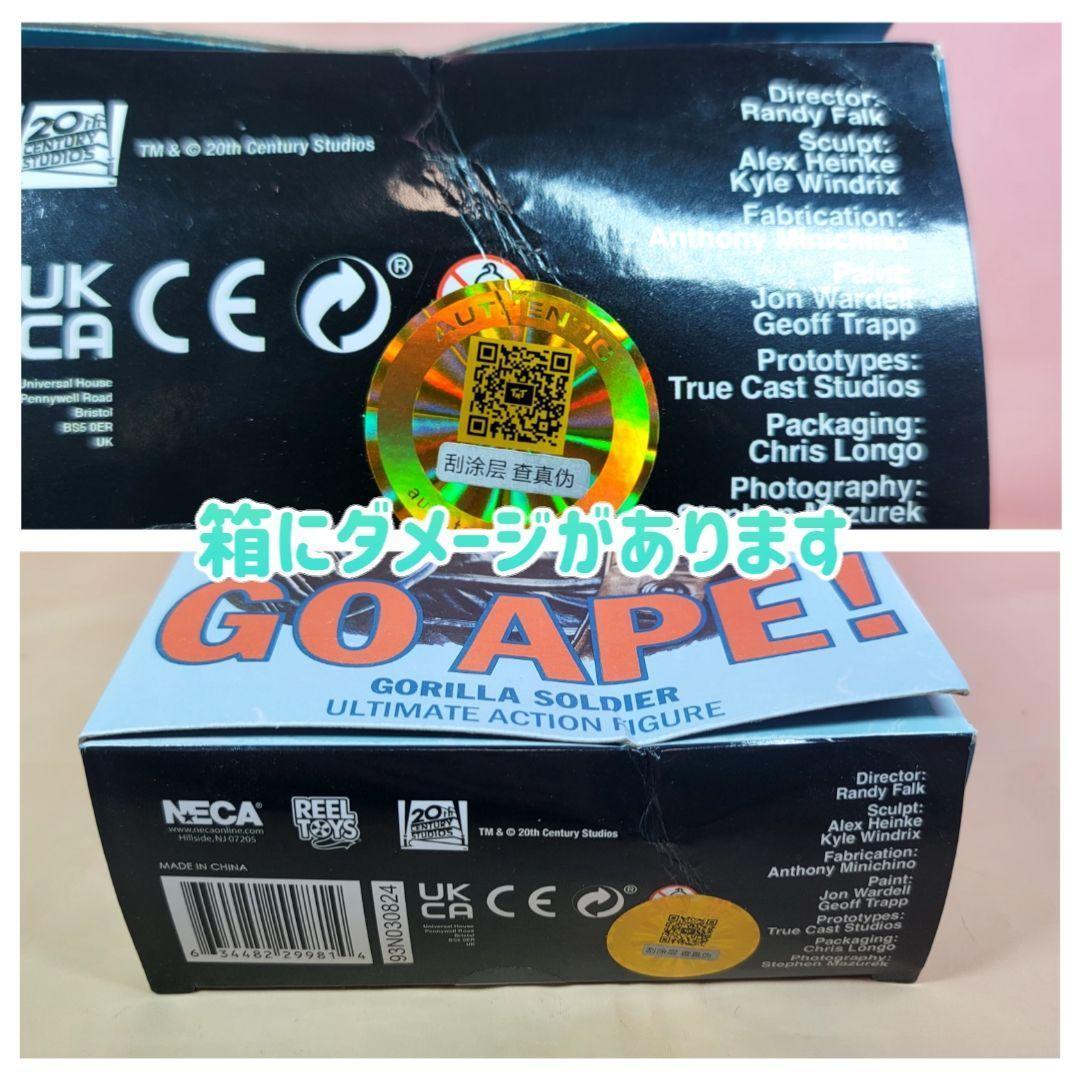 20th
CENTURY
STUDIOS
TM & © 20th Century Studios
Director:
Randy Falk
Sculpt:
Alex Heinke
Kyle Windrix
Fabrication:
Anthony Minichino
Paint:
Jon Wardell
Geoff Trapp
Prototypes:
True Cast Studios
Packaging:
Chris Longo
Photography:
Stephen Mazurek
UK
CA
CE
®
Universal House
Pennywell Road
Bristol
BS5 0ER
UK
AUTHENTIC
刮涂层 查真伪
箱にダメージがあります
GO APE!
GORILLA SOLDIER
ULTIMATE ACTION FIGURE
NECA®
www.necaonline.com
Hillside, NJ 07205
REEL
TOYS
20th
CENTURY
STUDIOS
TM & © 20th Century Studios
MADE IN CHINA
6 34482 29981 4
93N030824
UK
CA
CE
®
Universal House
Pennywell Road
Bristol
BS5 0ER
UK
刮涂层 查真伪
Director:
Randy Falk
Sculpt:
Alex Heinke
Kyle Windrix
Fabrication:
Anthony Minichino
Paint:
Jon Wardell
Geoff Trapp
Prototypes:
True Cast Studios
Packaging:
Chris Longo
Photography:
Stephen Mazurek